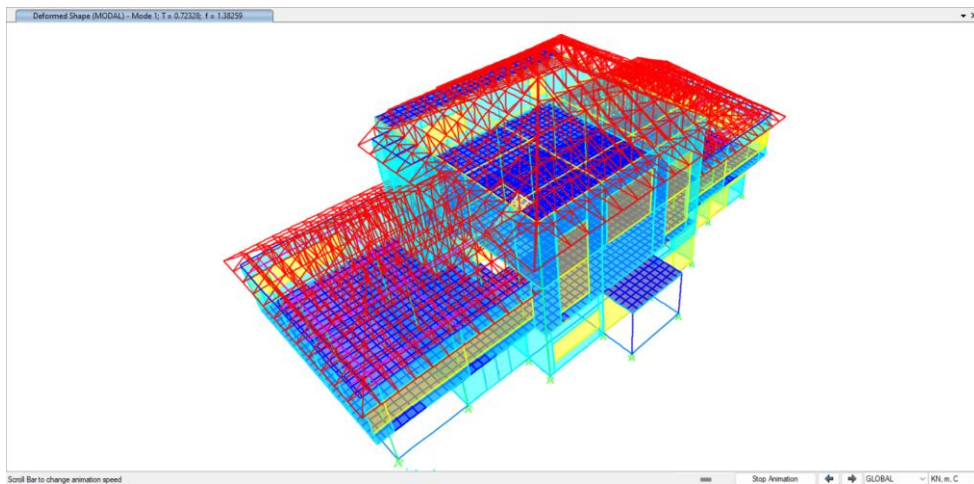 Deformed Shape (MODAL) - Mode 1; T = 0.72328; f = 1.38259
Scroll Bar to change animation speed
Stop Animation
GLOBAL
KN, m, C